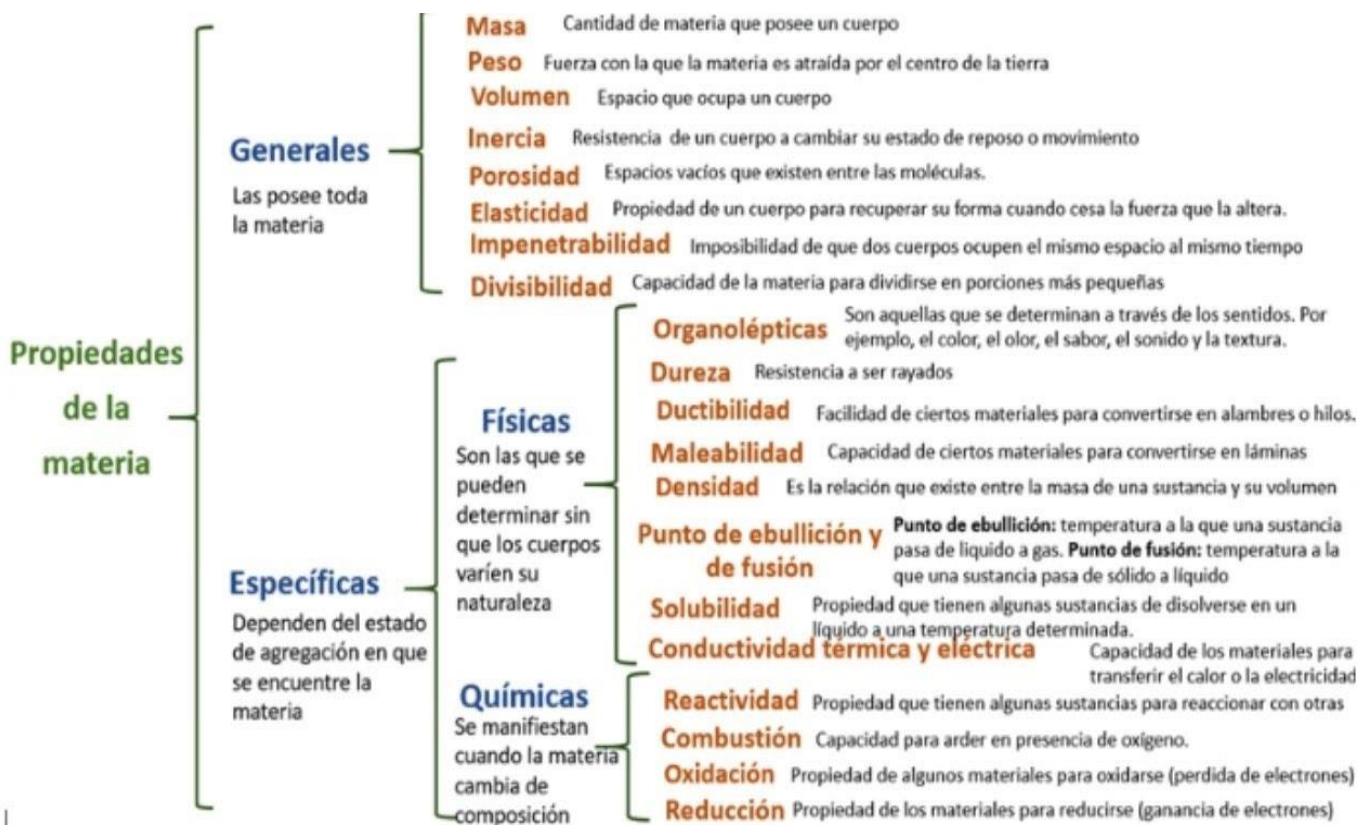 Propiedades
de la
materia
Generales
Las posee toda
la materia
Masa Cantidad de materia que posee un cuerpo
Peso Fuerza con la que la materia es atraída por el centro de la tierra
Volumen Espacio que ocupa un cuerpo
Inercia Resistencia de un cuerpo a cambiar su estado de reposo o movimiento
Porosidad Espacios vacíos que existen entre las moléculas.
Elasticidad Propiedad de un cuerpo para recuperar su forma cuando cesa la fuerza que la altera.
Impenetrabilidad Imposibilidad de que dos cuerpos ocupen el mismo espacio al mismo tiempo
Divisibilidad Capacidad de la materia para dividirse en porciones más pequeñas
Específicas
Dependen del estado
de agregación en que
se encuentre la
materia
Físicas
Son las que se
pueden
determinar sin
que los cuerpos
varíen su
naturaleza
Organolépticas Son aquellas que se determinan a través de los sentidos. Por
ejemplo, el color, el olor, el sabor, el sonido y la textura.
Dureza Resistencia a ser rayados
Ductibilidad Facilidad de ciertos materiales para convertirse en alambres o hilos.
Maleabilidad Capacidad de ciertos materiales para convertirse en láminas
Densidad Es la relación que existe entre la masa de una sustancia y su volumen
Punto de ebullición y
de fusión
Punto de ebullición: temperatura a la que una sustancia
pasa de liquido a gas. Punto de fusión: temperatura a la
que una sustancia pasa de sólido a líquido
Solubilidad Propiedad que tienen algunas sustancias de disolverse en un
líquido a una temperatura determinada.
Conductividad térmica y eléctrica Capacidad de los materiales para
transferir el calor o la electricidad
Químicas
Se manifiestan
cuando la materia
cambia de
composición
Reactividad Propiedad que tienen algunas sustancias para reaccionar con otras
Combustión Capacidad para arder en presencia de oxígeno.
Oxidación Propiedad de algunos materiales para oxidarse (perdida de electrones)
Reducción Propiedad de los materiales para reducirse (ganancia de electrones)